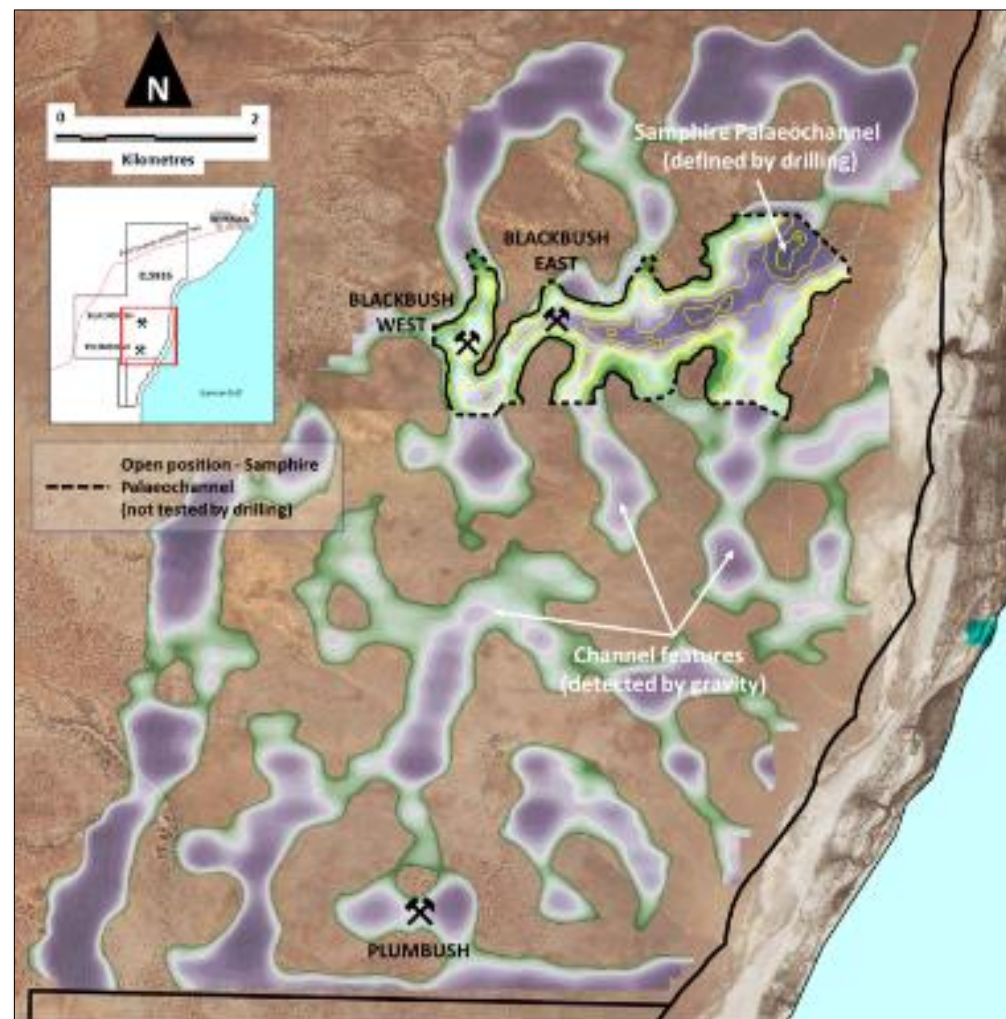 N
0 2
Kilometres
Samphire Palaeochannel
(defined by drilling)
BLACKBUSH
EAST
BLACKBUSH
WEST
Open position - Samphire
Palaeochannel
(not tested by drilling)
Channel features
(detected by gravity)
PLUMBUSH